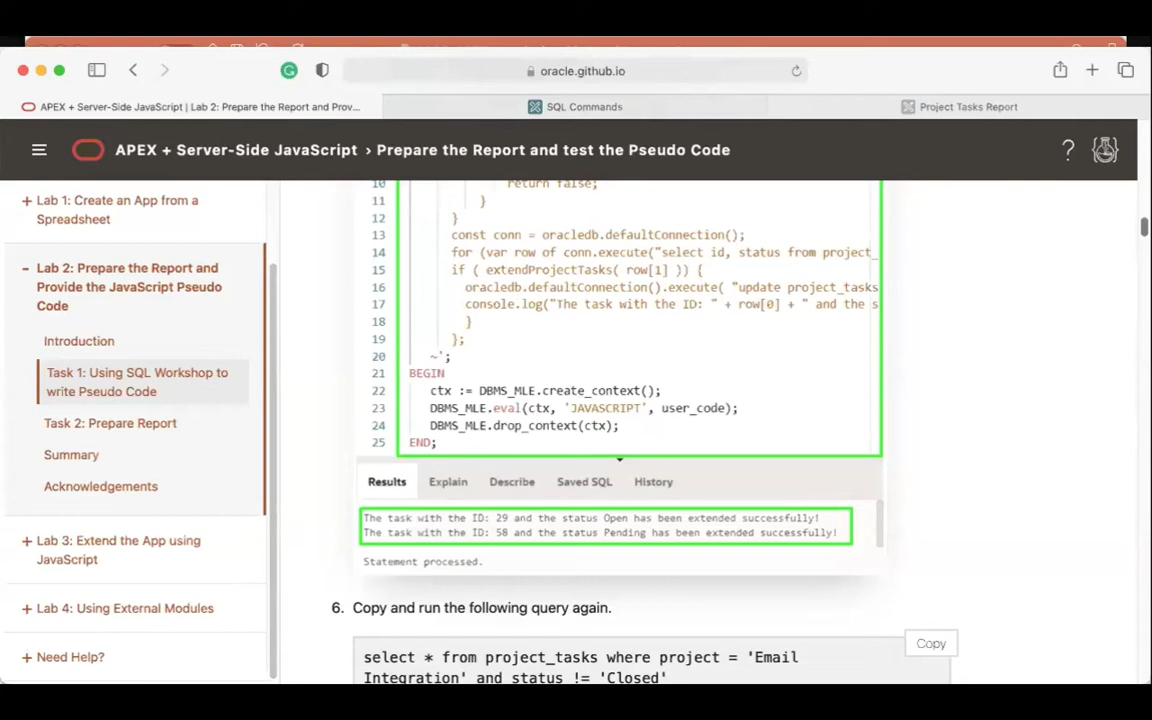 oracle.github.io
APEX + Server-Side JavaScript | Lab 2: Prepare the Report and Prov...
SQL Commands
Project Tasks Report
APEX + Server-Side JavaScript › Prepare the Report and test the Pseudo Code
?
+ Lab 1: Create an App from a
Spreadsheet
- Lab 2: Prepare the Report and
Provide the JavaScript Pseudo
Code
Introduction
Task 1: Using SQL Workshop to
write Pseudo Code
Task 2: Prepare Report
Summary
Acknowledgements
+ Lab 3: Extend the App using
JavaScript
+ Lab 4: Using External Modules
+ Need Help?
10 return false;
11 }
12 }
13 const conn = oracledb.defaultConnection();
14 for (var row of conn.execute("select id, status from project_
15 if ( extendProjectTasks( row[1] )) {
16 oracledb.defaultConnection().execute( "update project_tasks
17 console.log("The task with the ID: " + row[0] + " and the s
18 }
19 };
20 ~';
21 BEGIN
22 ctx := DBMS_MLE.create_context();
23 DBMS_MLE.eval(ctx, 'JAVASCRIPT', user_code);
24 DBMS_MLE.drop_context(ctx);
25 END;
Results Explain Describe Saved SQL History
The task with the ID: 29 and the status Open has been extended successfully!
The task with the ID: 58 and the status Pending has been extended successfully!
Statement processed.
6. Copy and run the following query again.
Copy
select * from project_tasks where project = 'Email
Integration' and status != 'Closed'